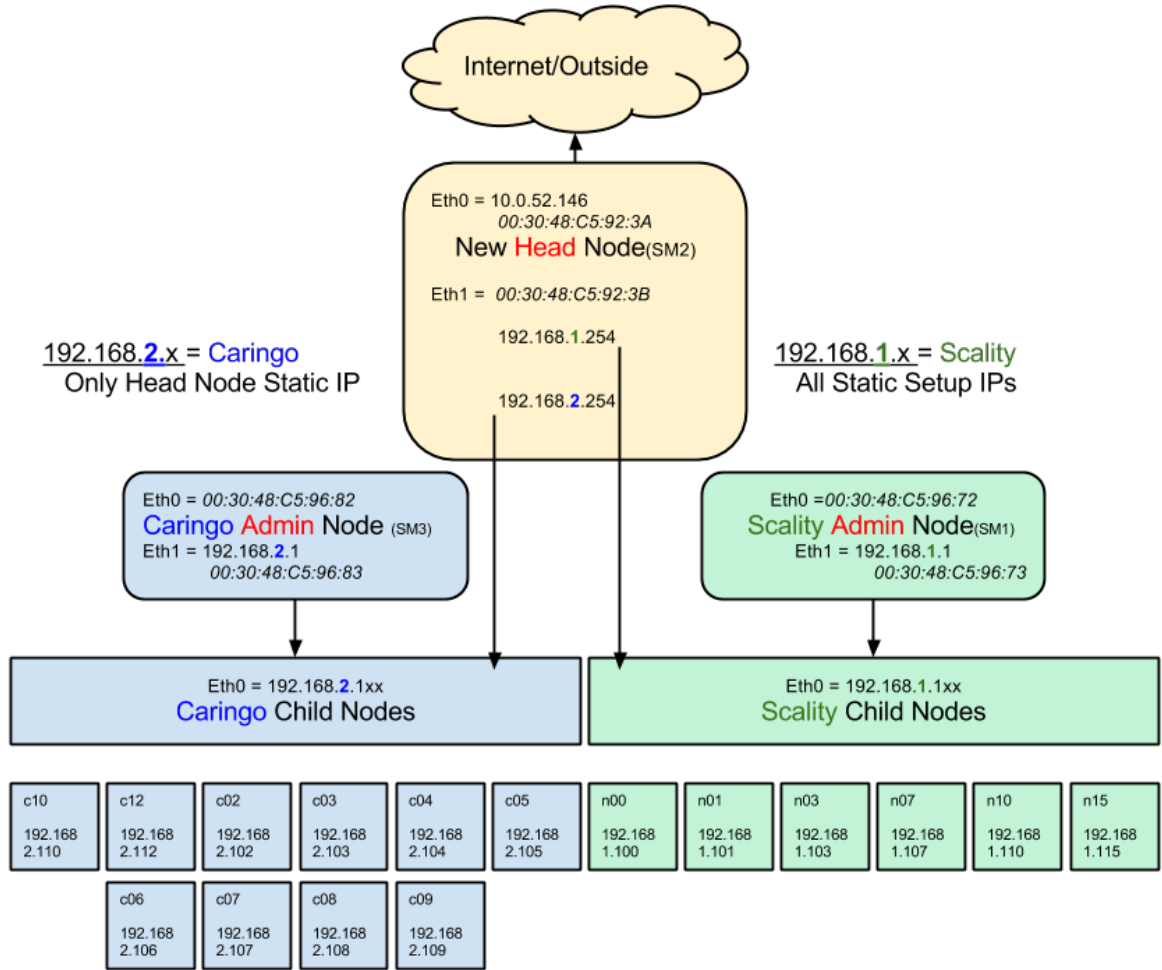 Internet/Outside
Eth0 = 10.0.52.146
00:30:48:C5:92:3A
New Head Node(SM2)
Eth1 = 00:30:48:C5:92:3B
192.168.1.254
192.168.2.254
192.168.2.x = Caringo
Only Head Node Static IP
192.168.1.x = Scality
All Static Setup IPs
Eth0 = 00:30:48:C5:96:82
Caringo Admin Node (SM3)
Eth1 = 192.168.2.1
00:30:48:C5:96:83
Eth0 =00:30:48:C5:96:72
Scality Admin Node(SM1)
Eth1 = 192.168.1.1
00:30:48:C5:96:73
Eth0 = 192.168.2.1xx
Caringo Child Nodes
Eth0 = 192.168.1.1xx
Scality Child Nodes
c10
192.168
2.110
c12
192.168
2.112
c02
192.168
2.102
c03
192.168
2.103
c04
192.168
2.104
c05
192.168
2.105
n00
192.168
1.100
n01
192.168
1.101
n03
192.168
1.103
n07
192.168
1.107
n10
192.168
1.110
n15
192.168
1.115
c06
192.168
2.106
c07
192.168
2.107
c08
192.168
2.108
c09
192.168
2.109